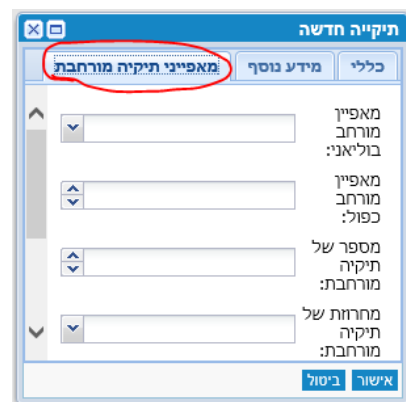 תיקייה חדשה
כללי מידע נוסף מאפייני תיקיה מורחבת
מאפיין
מורחב
בוליאני:
מאפיין
מורחב
כפול:
מספר של
תיקיה
מורחבת:
מחרוזת של
תיקיה
מורחבת:
אישור ביטול